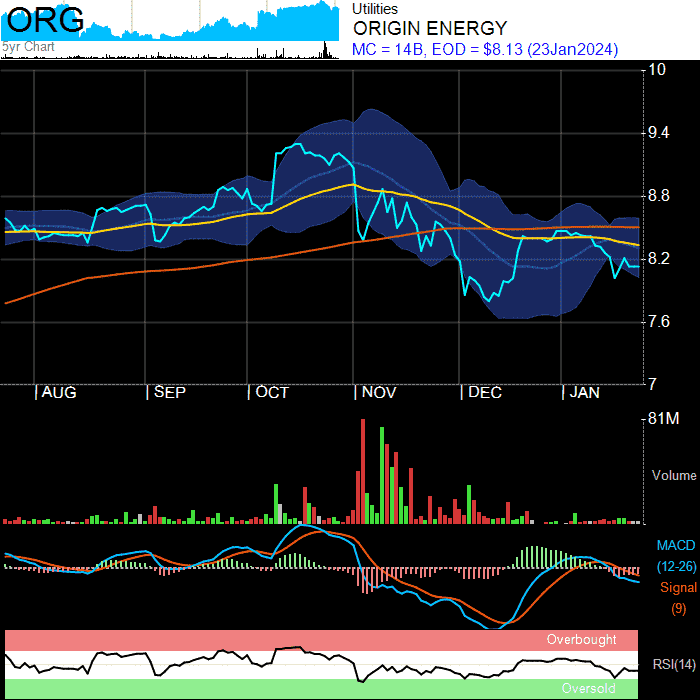 ORG
5yr Chart
Utilities
ORIGIN ENERGY
MC = 14B, EOD = $8.13 (23Jan2024)
10
9.4
8.8
8.2
7.6
7
AUG SEP OCT NOV DEC JAN
81M
Volume
MACD
(12-26)
Signal
(9)
Overbought
RSI(14)
Oversold